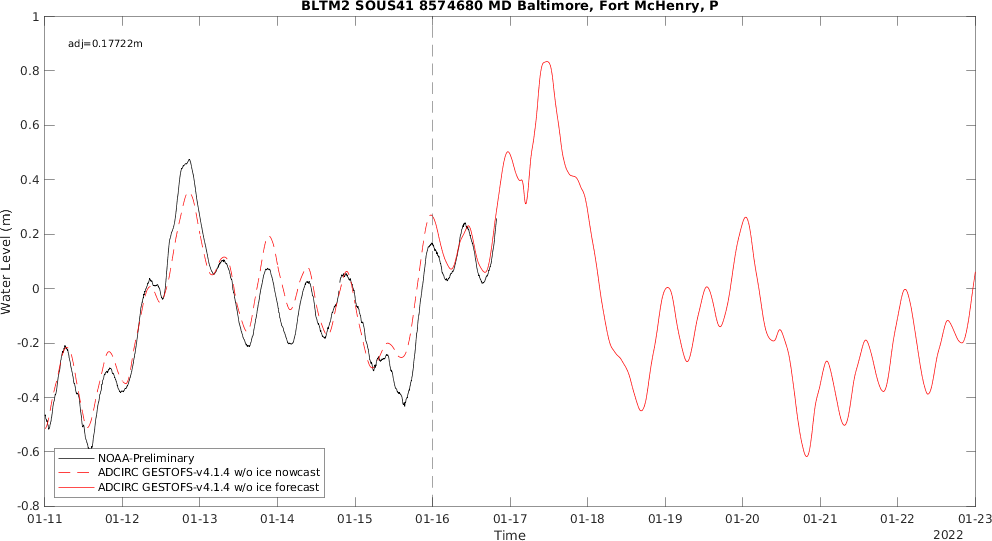 BLTM2 SOUS41 8574680 MD Baltimore, Fort McHenry, P
adj=0.17722m
1
0.8
0.6
0.4
0.2
0
-0.2
-0.4
-0.6
-0.8
Water Level (m)
NOAA-Preliminary
ADCIRC GESTOFS-v4.1.4 w/o ice nowcast
ADCIRC GESTOFS-v4.1.4 w/o ice forecast
01-11 01-12 01-13 01-14 01-15 01-16 01-17 01-18 01-19 01-20 01-21 01-22 01-23
Time
2022